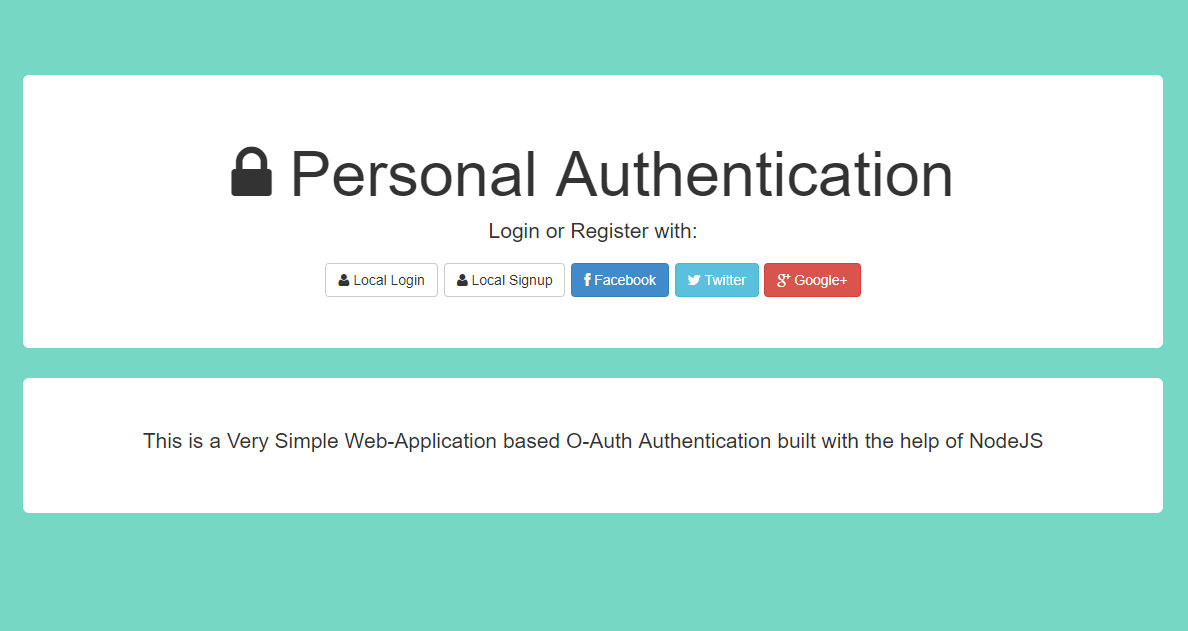 Personal Authentication
Login or Register with:
Local Login Local Signup Facebook Twitter Google+
This is a Very Simple Web-Application based O-Auth Authentication built with the help of NodeJS